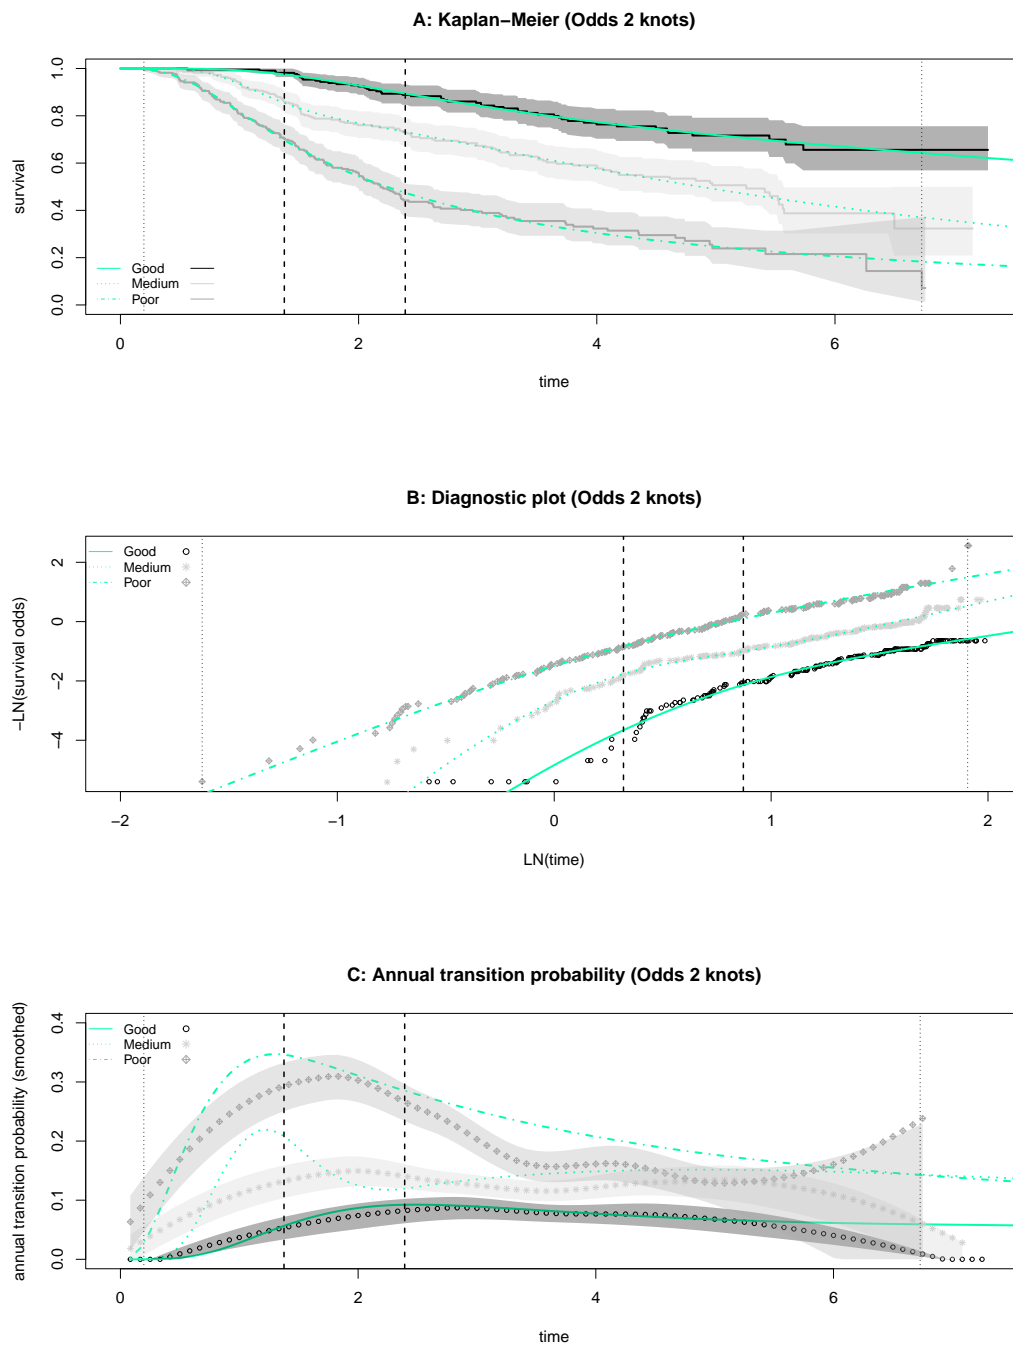 A: Kaplan−Meier (Odds 2 knots)
survival
1.0
0.8
0.6
0.4
0.2
0.0
Good
Medium
Poor
0 2 4 6
time
B: Diagnostic plot (Odds 2 knots)
−LN(survival odds)
2
0
−2
−4
Good
Medium
Poor
−2 −1 0 1 2
LN(time)
C: Annual transition probability (Odds 2 knots)
annual transition probability (smoothed)
0.4
0.3
0.2
0.1
0.0
Good
Medium
Poor
0 2 4 6
time